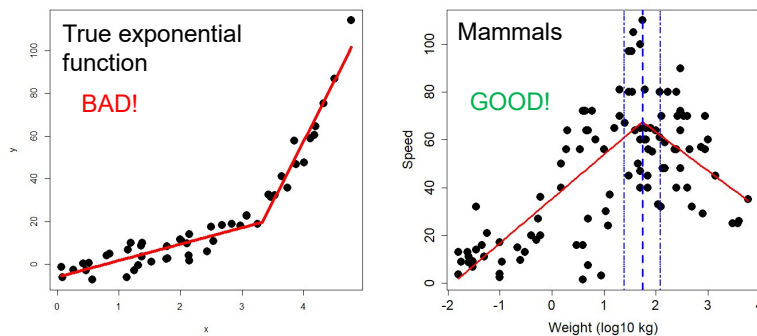 True exponential
function
BAD!
y
0 20 40 60 80 100
0 1 2 3 4
x
Mammals
GOOD!
Speed
0 20 40 60 80 100
-2 -1 0 1 2 3 4
Weight (log10 kg)